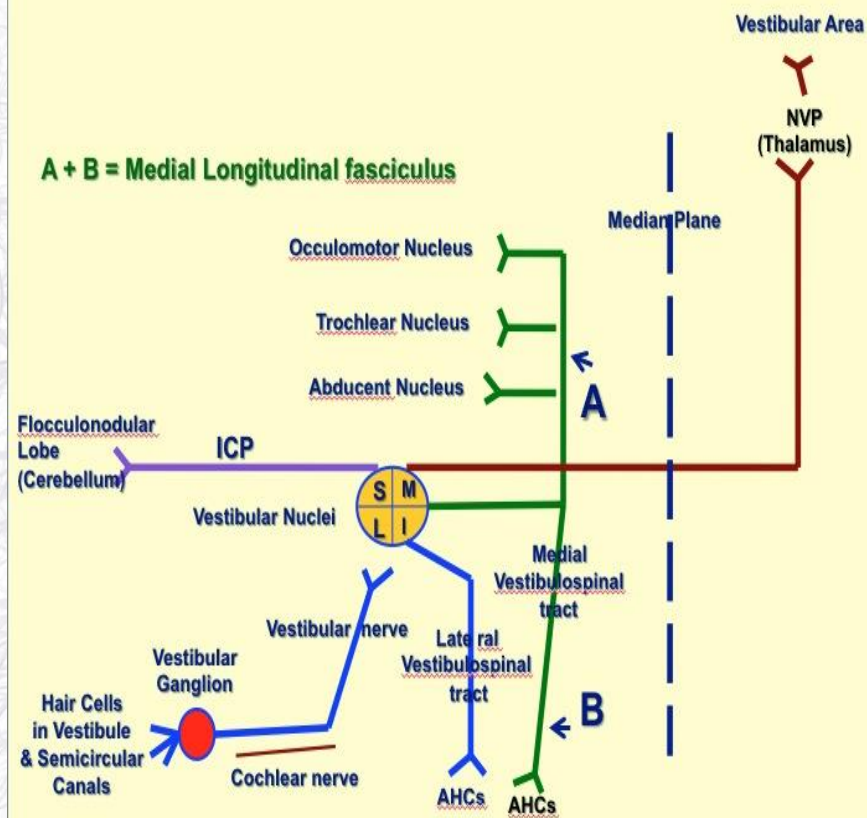 Vestibular Area
NVP
(Thalamus)
A + B = Medial Longitudinal fasciculus
Median Plane
Occulomotor Nucleus
Trochlear Nucleus
Abducent Nucleus
A
Flocculonodular
Lobe
(Cerebellum)
ICP
S M
L I
Vestibular Nuclei
Medial
Vestibulospinal
tract
Vestibular nerve
Late ral
Vestibulospinal
tract
Vestibular
Ganglion
Hair Cells
in Vestibule
& Semicircular
Canals
Cochlear nerve
B
AHCs
AHCs